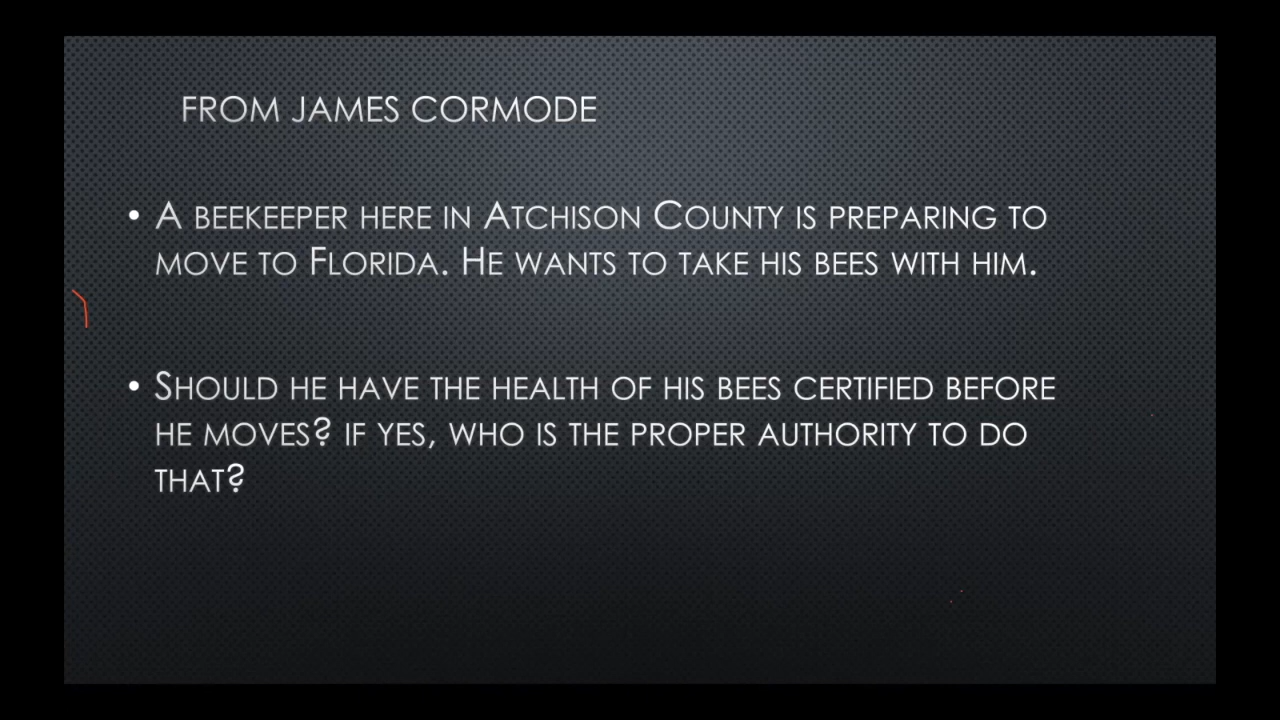 FROM JAMES CORMODE
• A BEEKEEPER HERE IN ATCHISON COUNTY IS PREPARING TO
MOVE TO FLORIDA. HE WANTS TO TAKE HIS BEES WITH HIM.
• SHOULD HE HAVE THE HEALTH OF HIS BEES CERTIFIED BEFORE
HE MOVES? IF YES, WHO IS THE PROPER AUTHORITY TO DO
THAT?